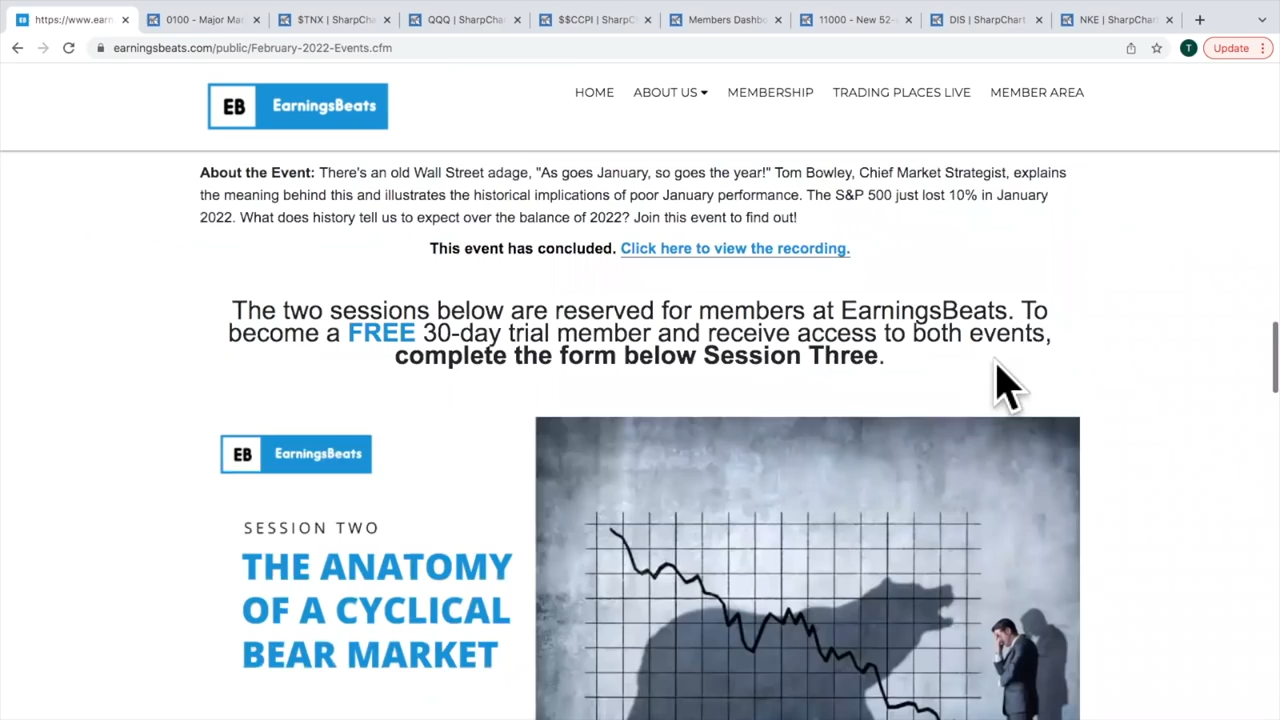 https://www.earn
0100 - Major Mar
$TNX | SharpCha
QQQ | SharpCha
$$CCPI | SharpC
Members Dashbo
11000 - New 52-
DIS | SharpChart
NKE | SharpChart
earningsbeats.com/public/February-2022-Events.cfm
T
Update
EB EarningsBeats
HOME ABOUT US MEMBERSHIP TRADING PLACES LIVE MEMBER AREA
About the Event: There's an old Wall Street adage, "As goes January, so goes the year!" Tom Bowley, Chief Market Strategist, explains
the meaning behind this and illustrates the historical implications of poor January performance. The S&P 500 just lost 10% in January
2022. What does history tell us to expect over the balance of 2022? Join this event to find out!
This event has concluded. Click here to view the recording.
The two sessions below are reserved for members at EarningsBeats. To
become a FREE 30-day trial member and receive access to both events,
complete the form below Session Three.
EB EarningsBeats
SESSION TWO
THE ANATOMY
OF A CYCLICAL
BEAR MARKET